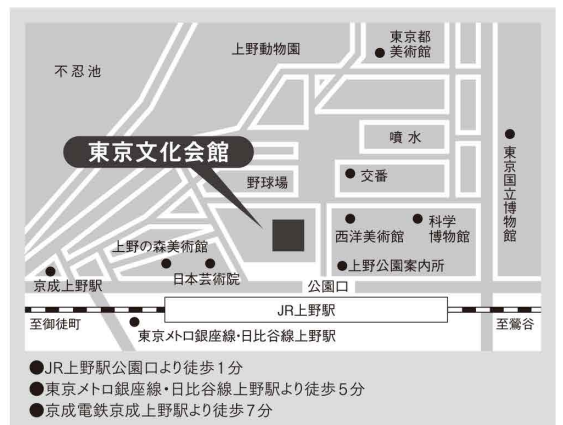 不忍池
上野動物園
東京都
美術館
噴水
東京国立博物館
東京文化会館
野球場
交番
西洋美術館
科学
博物館
上野の森美術館
日本芸術院
上野公園案内所
京成上野駅
公園口
JR上野駅
至御徒町
東京メトロ銀座線・日比谷線上野駅
至鶯谷
●JR上野駅公園口より徒歩1分
●東京メトロ銀座線・日比谷線上野駅より徒歩5分
●京成電鉄京成上野駅より徒歩7分